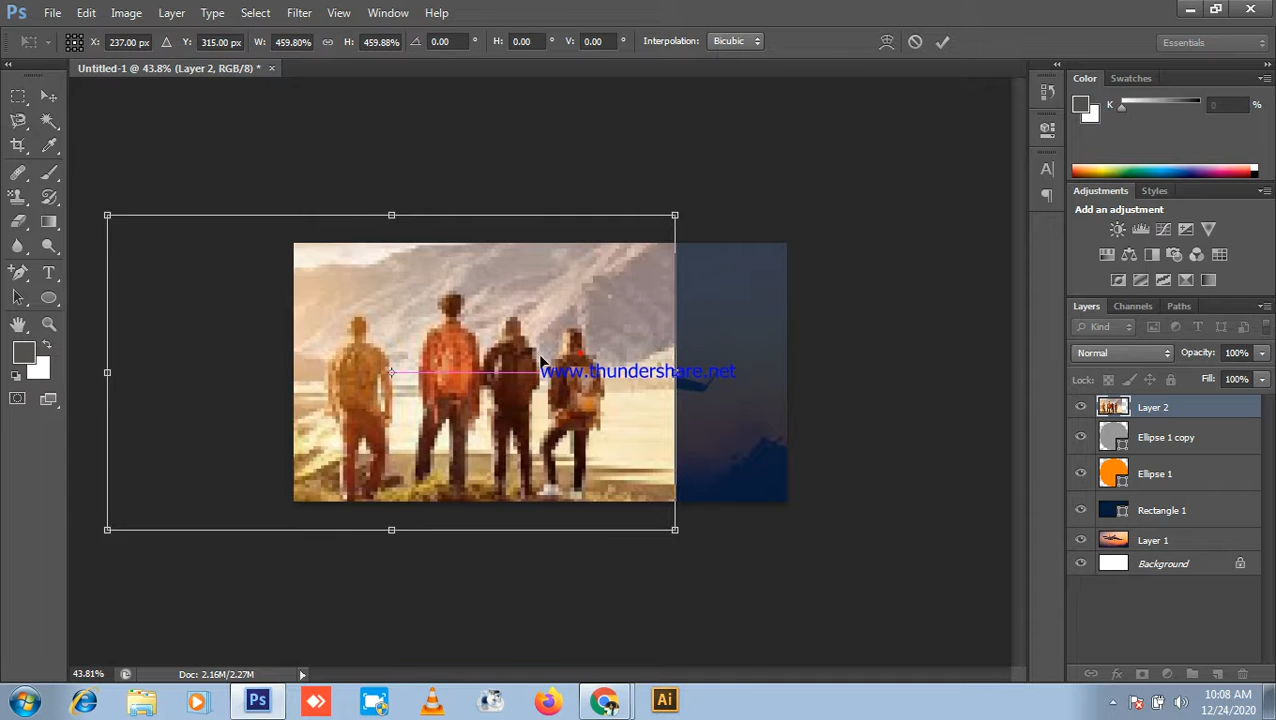 Ps File Edit Image Layer Type Select Filter View Window Help
X: 237.00 px Y: 315.00 px W: 459.80% H: 459.88% 0.00 ° H: 0.00 ° V: 0.00 ° Interpolation: Bicubic Essentials
Untitled-1 @ 43.8% (Layer 2, RGB/8) * ×
Color Swatches
K 0 %
Adjustments Styles
Add an adjustment
Layers Channels Paths
Kind
Normal Opacity: 100%
Lock: Fill: 100%
Layer 2
Ellipse 1 copy
Ellipse 1
Rectangle 1
Layer 1
Background
www.thundershare.net
T
A
43.81% Doc: 2.16M/2.27M
Ps Ai
10:08 AM
12/24/2020